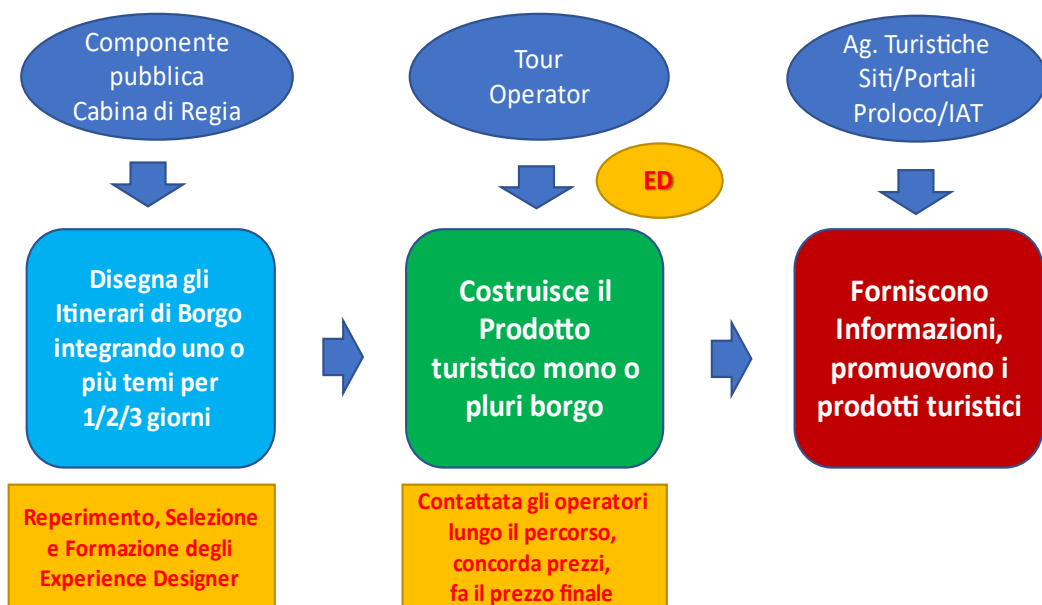 Componente
pubblica
Cabina di Regia
Tour
Operator
Ag. Turistiche
Siti/Portali
Proloco/IAT
ED
Disegna gli
Itinerari di Borgo
integrando uno o
più temi per
1/2/3 giorni
Costruisce il
Prodotto
turistico mono o
pluri borgo
Forniscono
Informazioni,
promuovono i
prodotti turistici
Reperimento, Selezione
e Formazione degli
Experience Designer
Contattata gli operatori
lungo il percorso,
concorda prezzi,
fa il prezzo finale